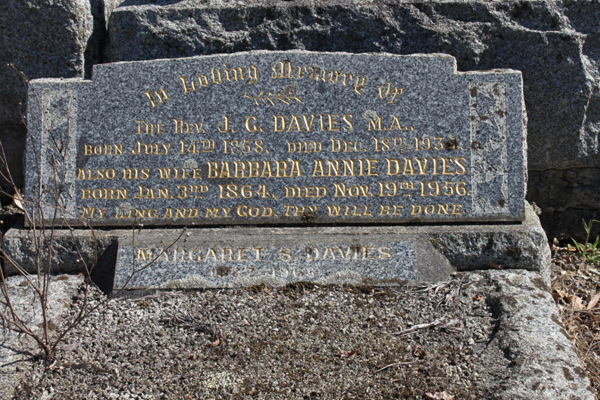 In Loving Memory Of
THE REV. J. G. DAVIES M.A.,
BORN JULY 14TH 1858, DIED DEC. 18TH
ALSO HIS WIFE BARBARA ANNIE DAVIES
BORN JAN. 3RD 1864, DIED NOV. 19TH 1956.
MY KING AND MY GOD, THY WILL BE DONE
MARGARET S. DAVIES